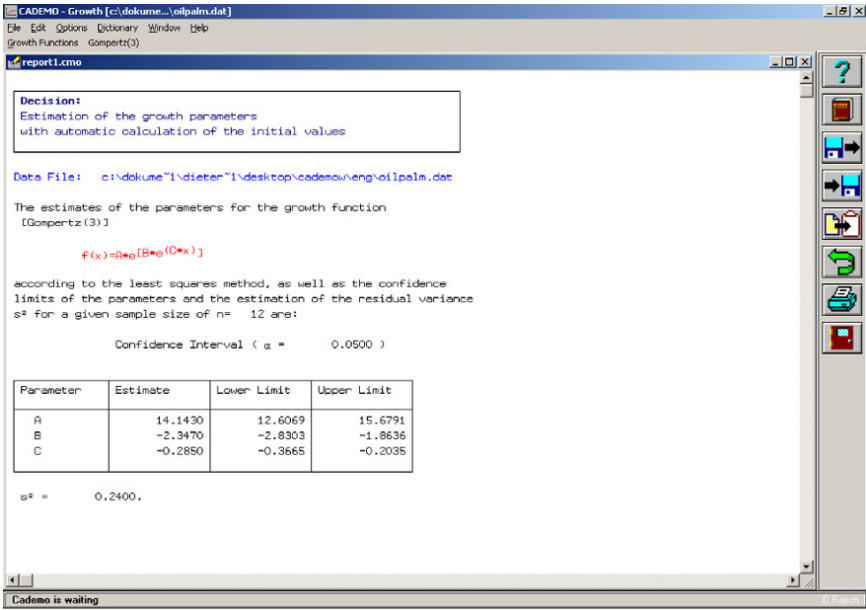 CADEMO - Growth [c:\dokume...\oilpalm.dat]
File Edit Options Dictionary Window Help
Growth Functions Gompertz(3)
report1.cmo
Decision:
Estimation of the growth parameters
with automatic calculation of the initial values
Data File: c:\dokume~1\dieter~1\desktop\cademow\eng\oilpalm.dat
The estimates of the parameters for the growth function
[Gompertz(3)]
f(x)=A*e[B*e(C*x)]
according to the least squares method, as well as the confidence
limits of the parameters and the estimation of the residual variance
s² for a given sample size of n= 12 are:
Confidence Interval ( α = 0.0500 )
Parameter Estimate Lower Limit Upper Limit
A 14.1430 12.6069 15.6791
B -2.3470 -2.8303 -1.8636
C -0.2850 -0.3665 -0.2035
s² = 0.2400.
Cademo is waiting
D.Rasch